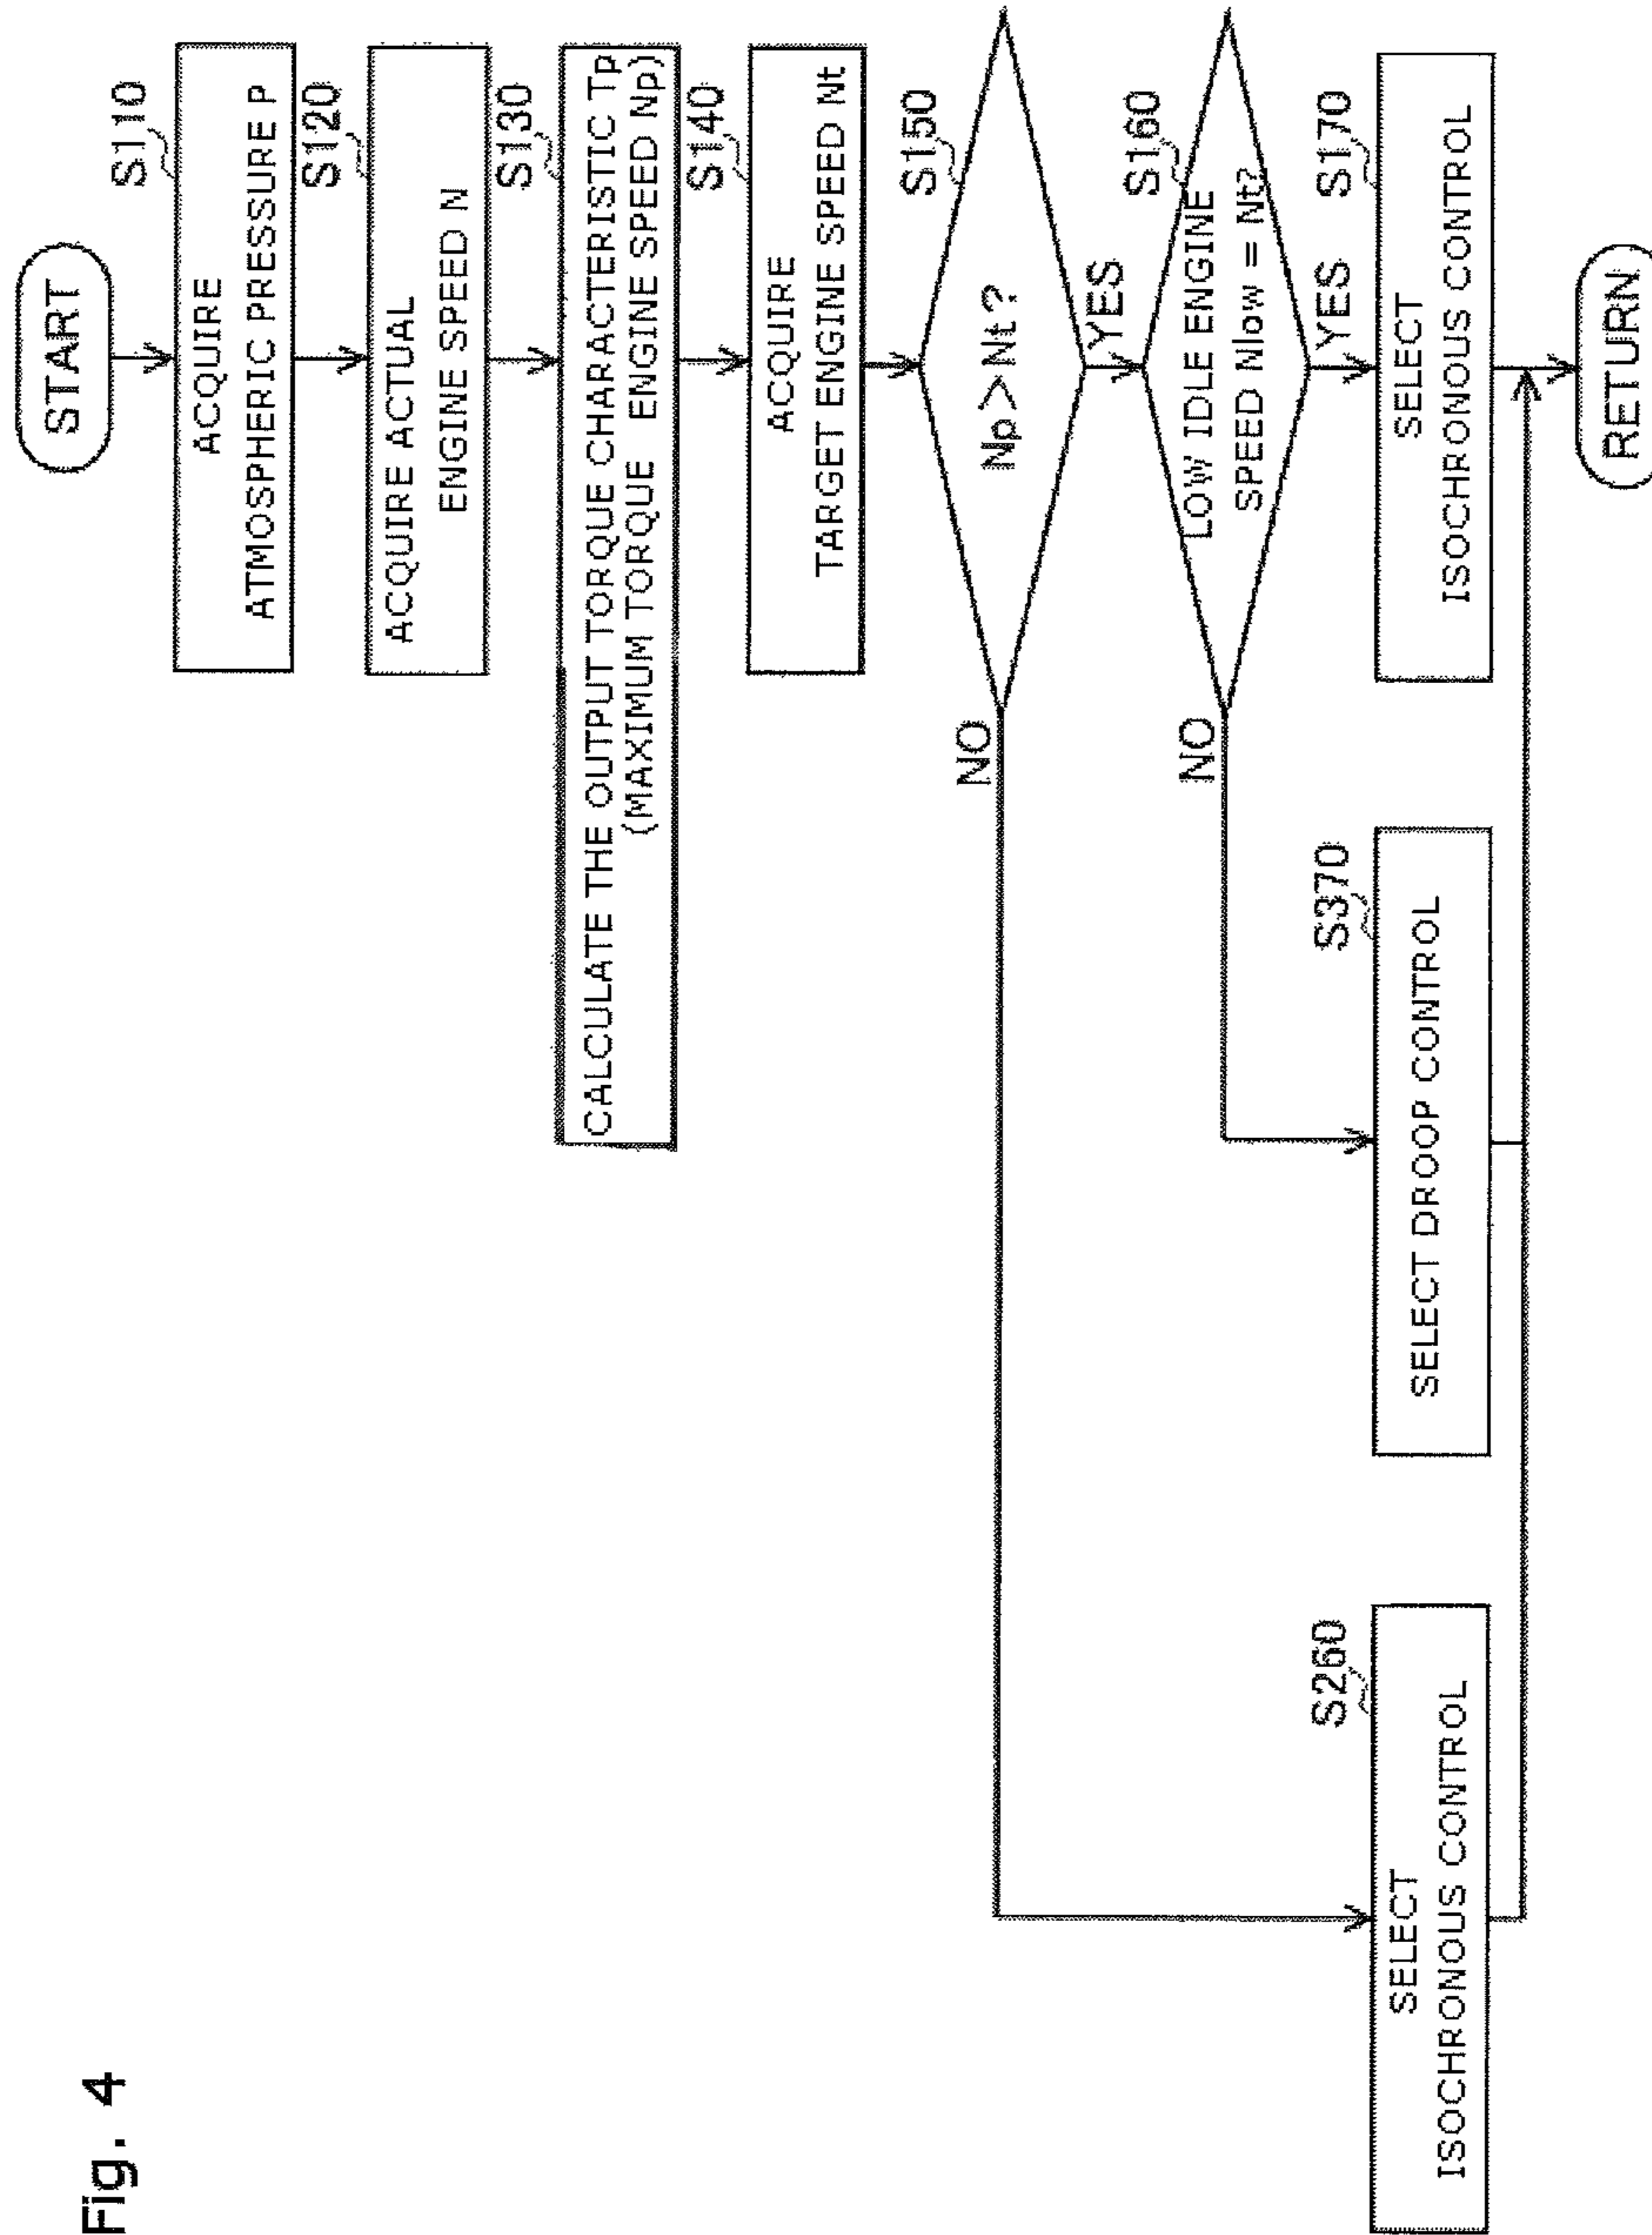 Fig. 4
START
S110
ACQUIRE
ATMOSPHERIC PRESSURE P
S120
ACQUIRE ACTUAL
ENGINE SPEED N
S130
CALCULATE THE OUTPUT TORQUE CHARACTERISTIC Tp
(MAXIMUM TORQUE ENGINE SPEED Np)
S140
ACQUIRE
TARGET ENGINE SPEED Nt
S150
Np>Nt?
NO
YES
S160
LOW IDLE ENGINE
SPEED Nlow = Nt?
NO
YES
S170
SELECT
ISOCHRONOUS CONTROL
S370
SELECT DROOP CONTROL
S260
SELECT
ISOCHRONOUS CONTROL
RETURN